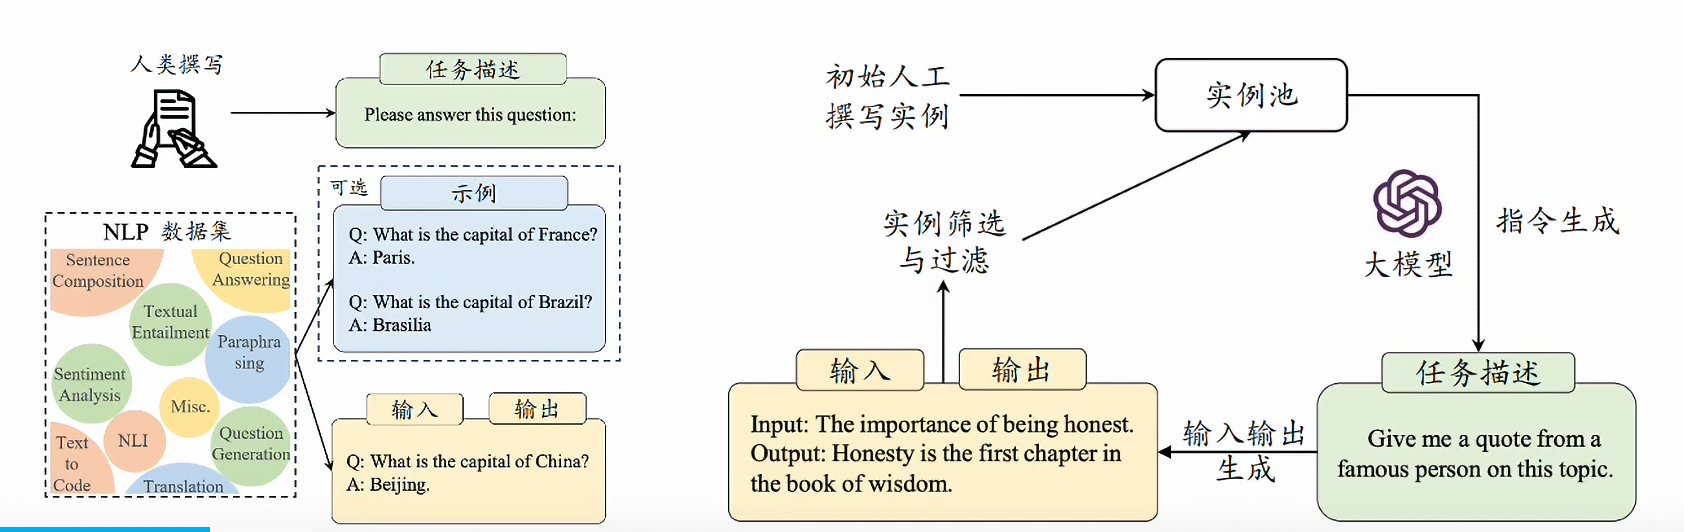 人类撰写
任务描述
Please answer this question:
可选
示例
Q: What is the capital of France?
A: Paris.
Q: What is the capital of Brazil?
A: Brasilia
NLP 数据集
Sentence
Composition
Question
Answering
Textual
Entailment
Paraphra
sing
Sentiment
Analysis
Misc.
NLI
Question
Generation
Text
to
Code
Translation
输入
输出
Q: What is the capital of China?
A: Beijing.
初始人工
撰写实例
实例池
实例筛选
与过滤
大模型
指令生成
任务描述
Give me a quote from a
famous person on this topic.
输入输出
生成
输入
输出
Input: The importance of being honest.
Output: Honesty is the first chapter in
the book of wisdom.